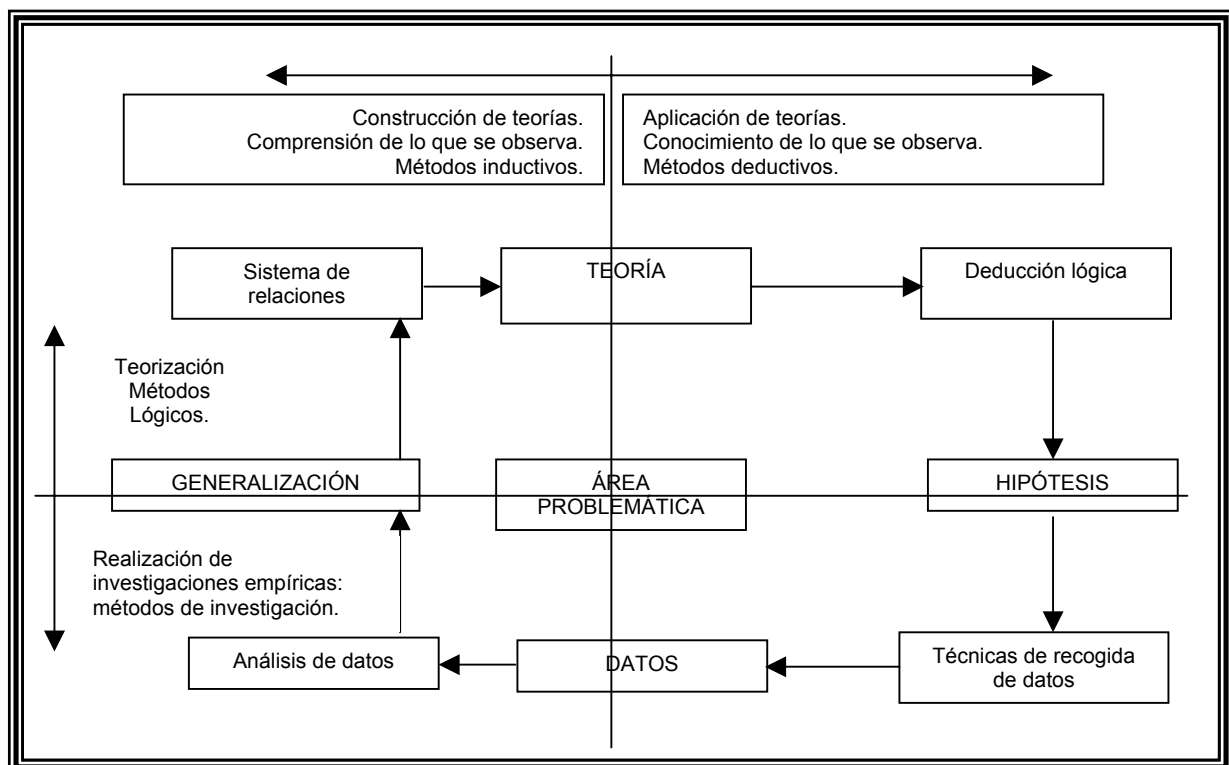 Construcción de teorías.
Comprensión de lo que se observa.
Métodos inductivos.
Aplicación de teorías.
Conocimiento de lo que se observa.
Métodos deductivos.
Sistema de
relaciones
TEORÍA
Deducción lógica
Teorización
Métodos
Lógicos.
GENERALIZACIÓN
ÁREA
PROBLEMÁTICA
HIPÓTESIS
Realización de
investigaciones empíricas:
métodos de investigación.
Análisis de datos
DATOS
Técnicas de recogida
de datos